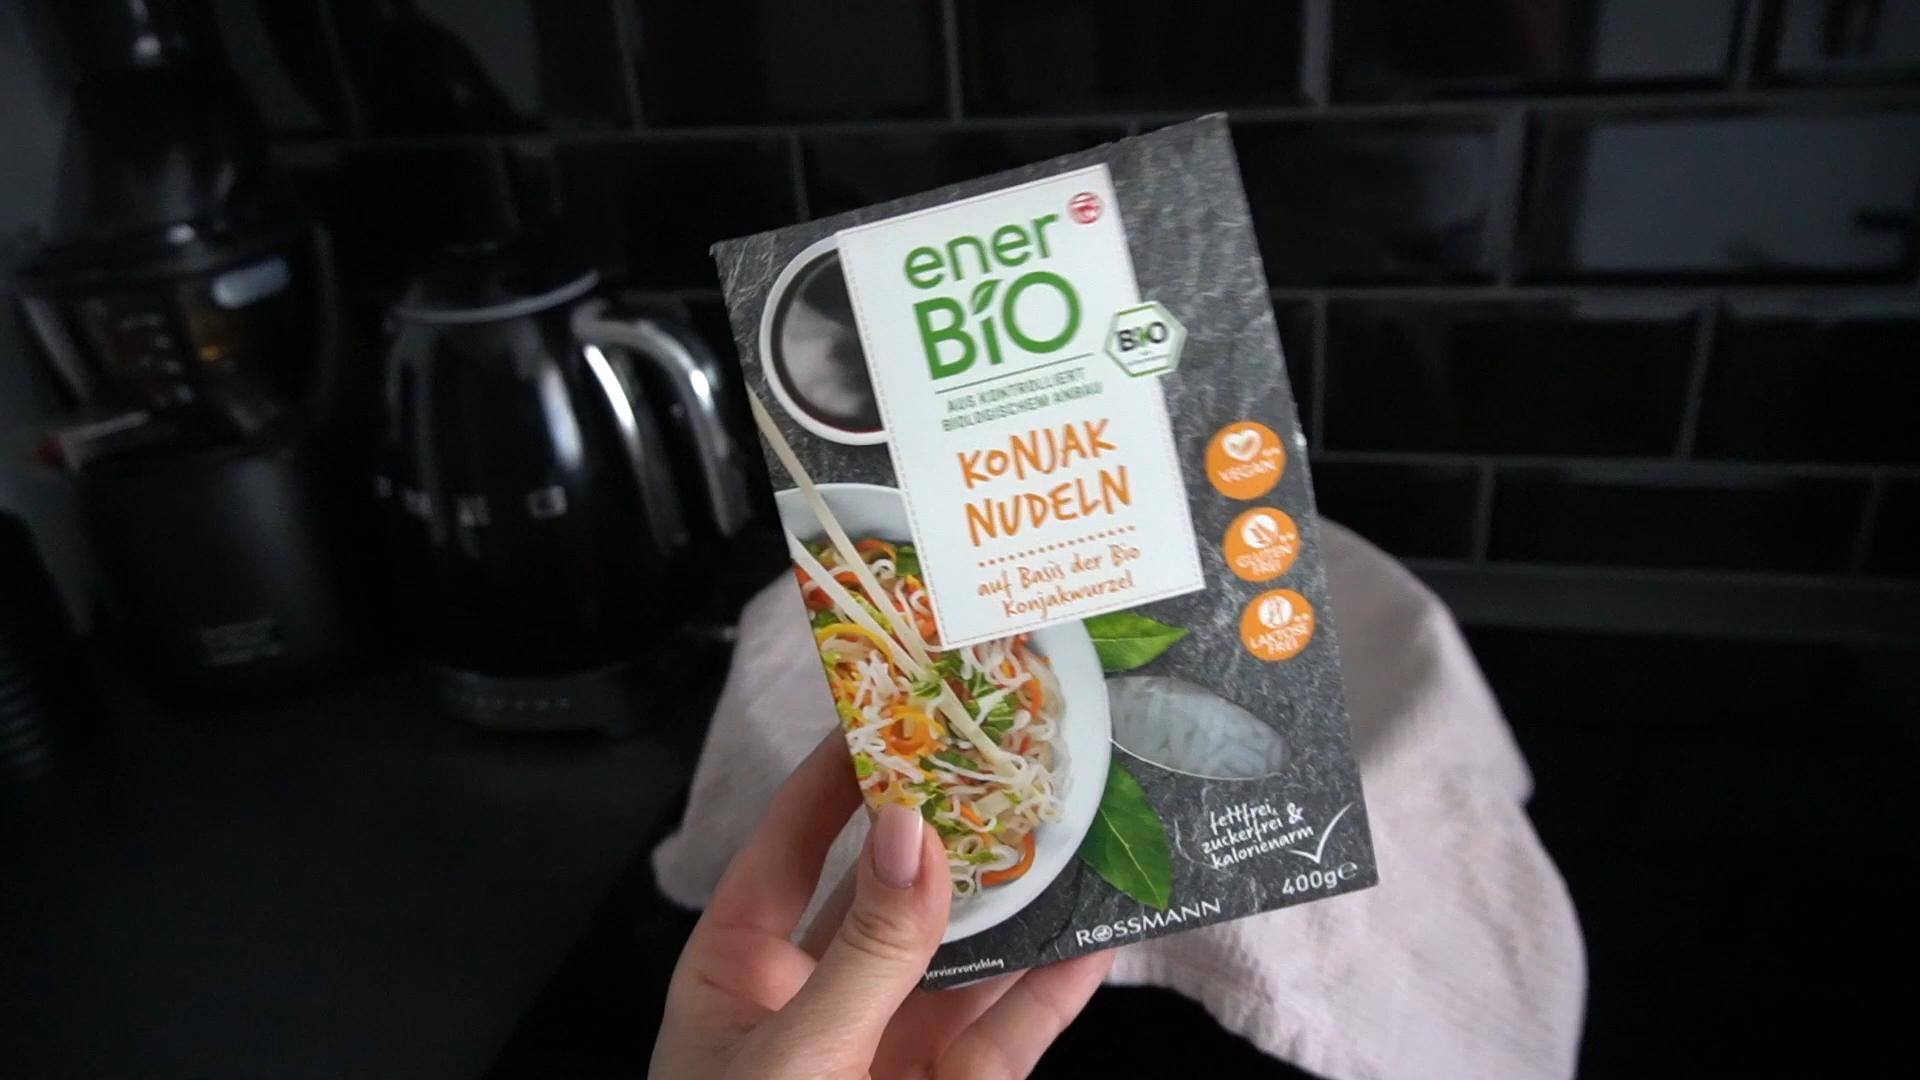 ener
BiO
AUS KONTROLLIERT
BIOLOGISCHEM ANBAU
BIO
KONJAK
NUDELN
auf Basis der Bio
Konjakwurzel
VEGAN**
GLUTEN**
FREI
LAKTOSE**
FREI
fettfrei,
zuckerfrei &
kalorienarm
400g e
ROSSMANN
Serviervorschlag